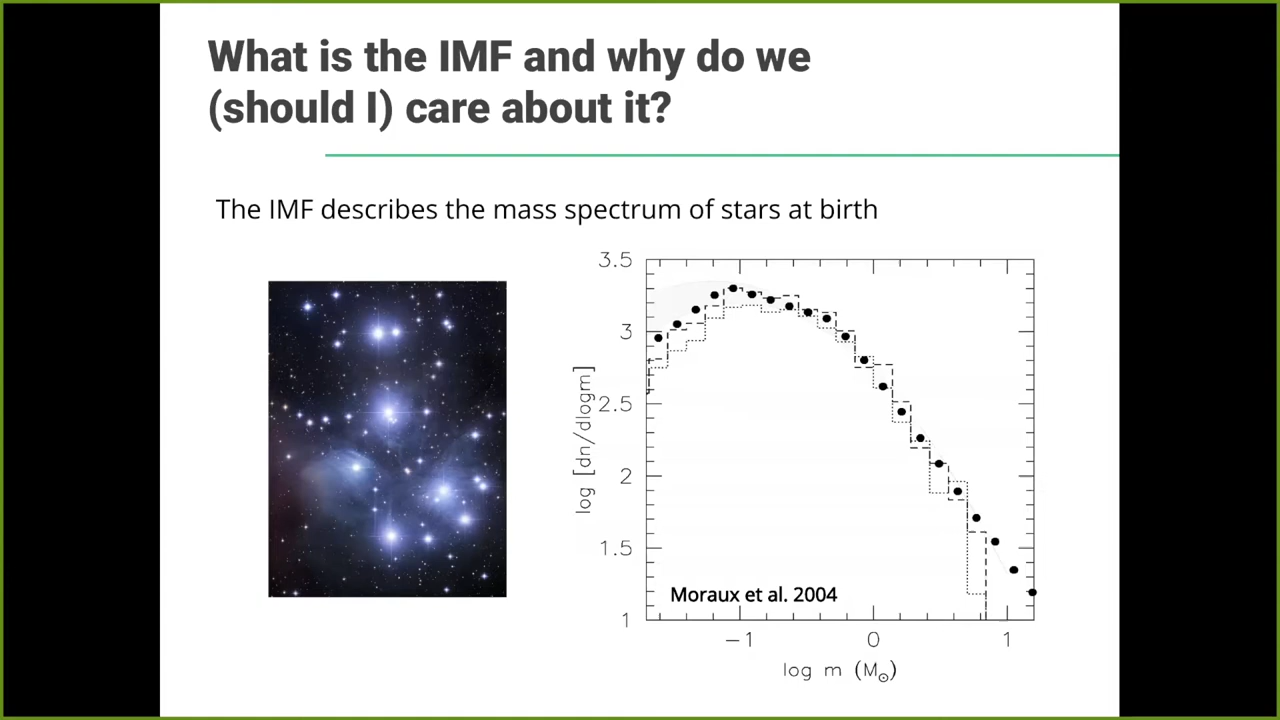 What is the IMF and why do we
(should I) care about it?
The IMF describes the mass spectrum of stars at birth
3.5
3
2.5
2
1.5
1
log [dn/dlogm]
Moraux et al. 2004
−1
0
1
log m (M☉)